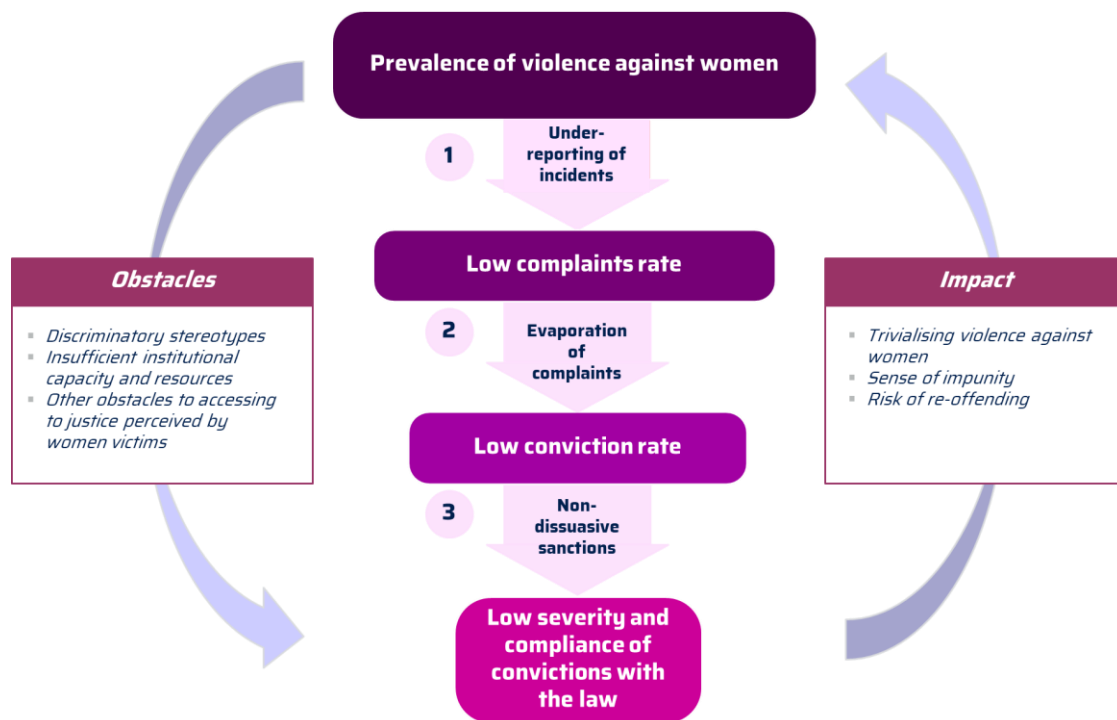 Prevalence of violence against women
1
Under-
reporting of
incidents
Low complaints rate
Obstacles
Discriminatory stereotypes
Insufficient institutional
capacity and resources
Other obstacles to accessing
to justice perceived by
women victims
2
Evaporation
of
complaints
Impact
Trivialising violence against
women
Sense of impunity
Risk of re-offending
Low conviction rate
3
Non-
dissuasive
sanctions
Low severity and
compliance of
convictions with
the law